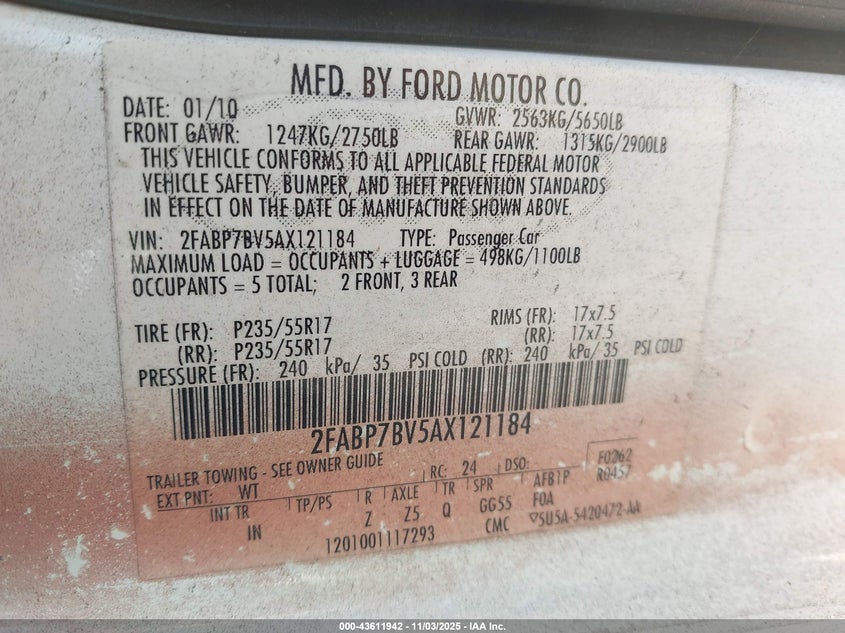 MFD. BY FORD MOTOR CO.
DATE: 01/10 GVWR: 2563KG/5650LB
FRONT GAWR: 1247KG/2750LB REAR GAWR: 1315KG/2900LB
THIS VEHICLE CONFORMS TO ALL APPLICABLE FEDERAL MOTOR
VEHICLE SAFETY, BUMPER, AND THEFT PREVENTION STANDARDS
IN EFFECT ON THE DATE OF MANUFACTURE SHOWN ABOVE.
VIN: 2FABP7BV5AX121184 TYPE: Passenger Car
MAXIMUM LOAD = OCCUPANTS + LUGGAGE = 498KG/1100LB
OCCUPANTS = 5 TOTAL; 2 FRONT, 3 REAR
TIRE (FR): P235/55R17 RIMS (FR): 17x7.5
(RR): P235/55R17 (RR): 17x7.5
PRESSURE (FR): 240 kPa/ 35 PSI COLD (RR): 240 kPa/ 35 PSI COLD
2FABP7BV5AX121184
TRAILER TOWING - SEE OWNER GUIDE RC: 24 DSO: F0262
R0457
EXT PNT: WT
INT TR TP/PS R AXLE TR SPR AFB1P
IN Z Z5 Q GG55 FOA
1201001117293 CMC ▽5U5A-5420472-AA
000-43611942 | 11/03/2025 - IAA Inc.